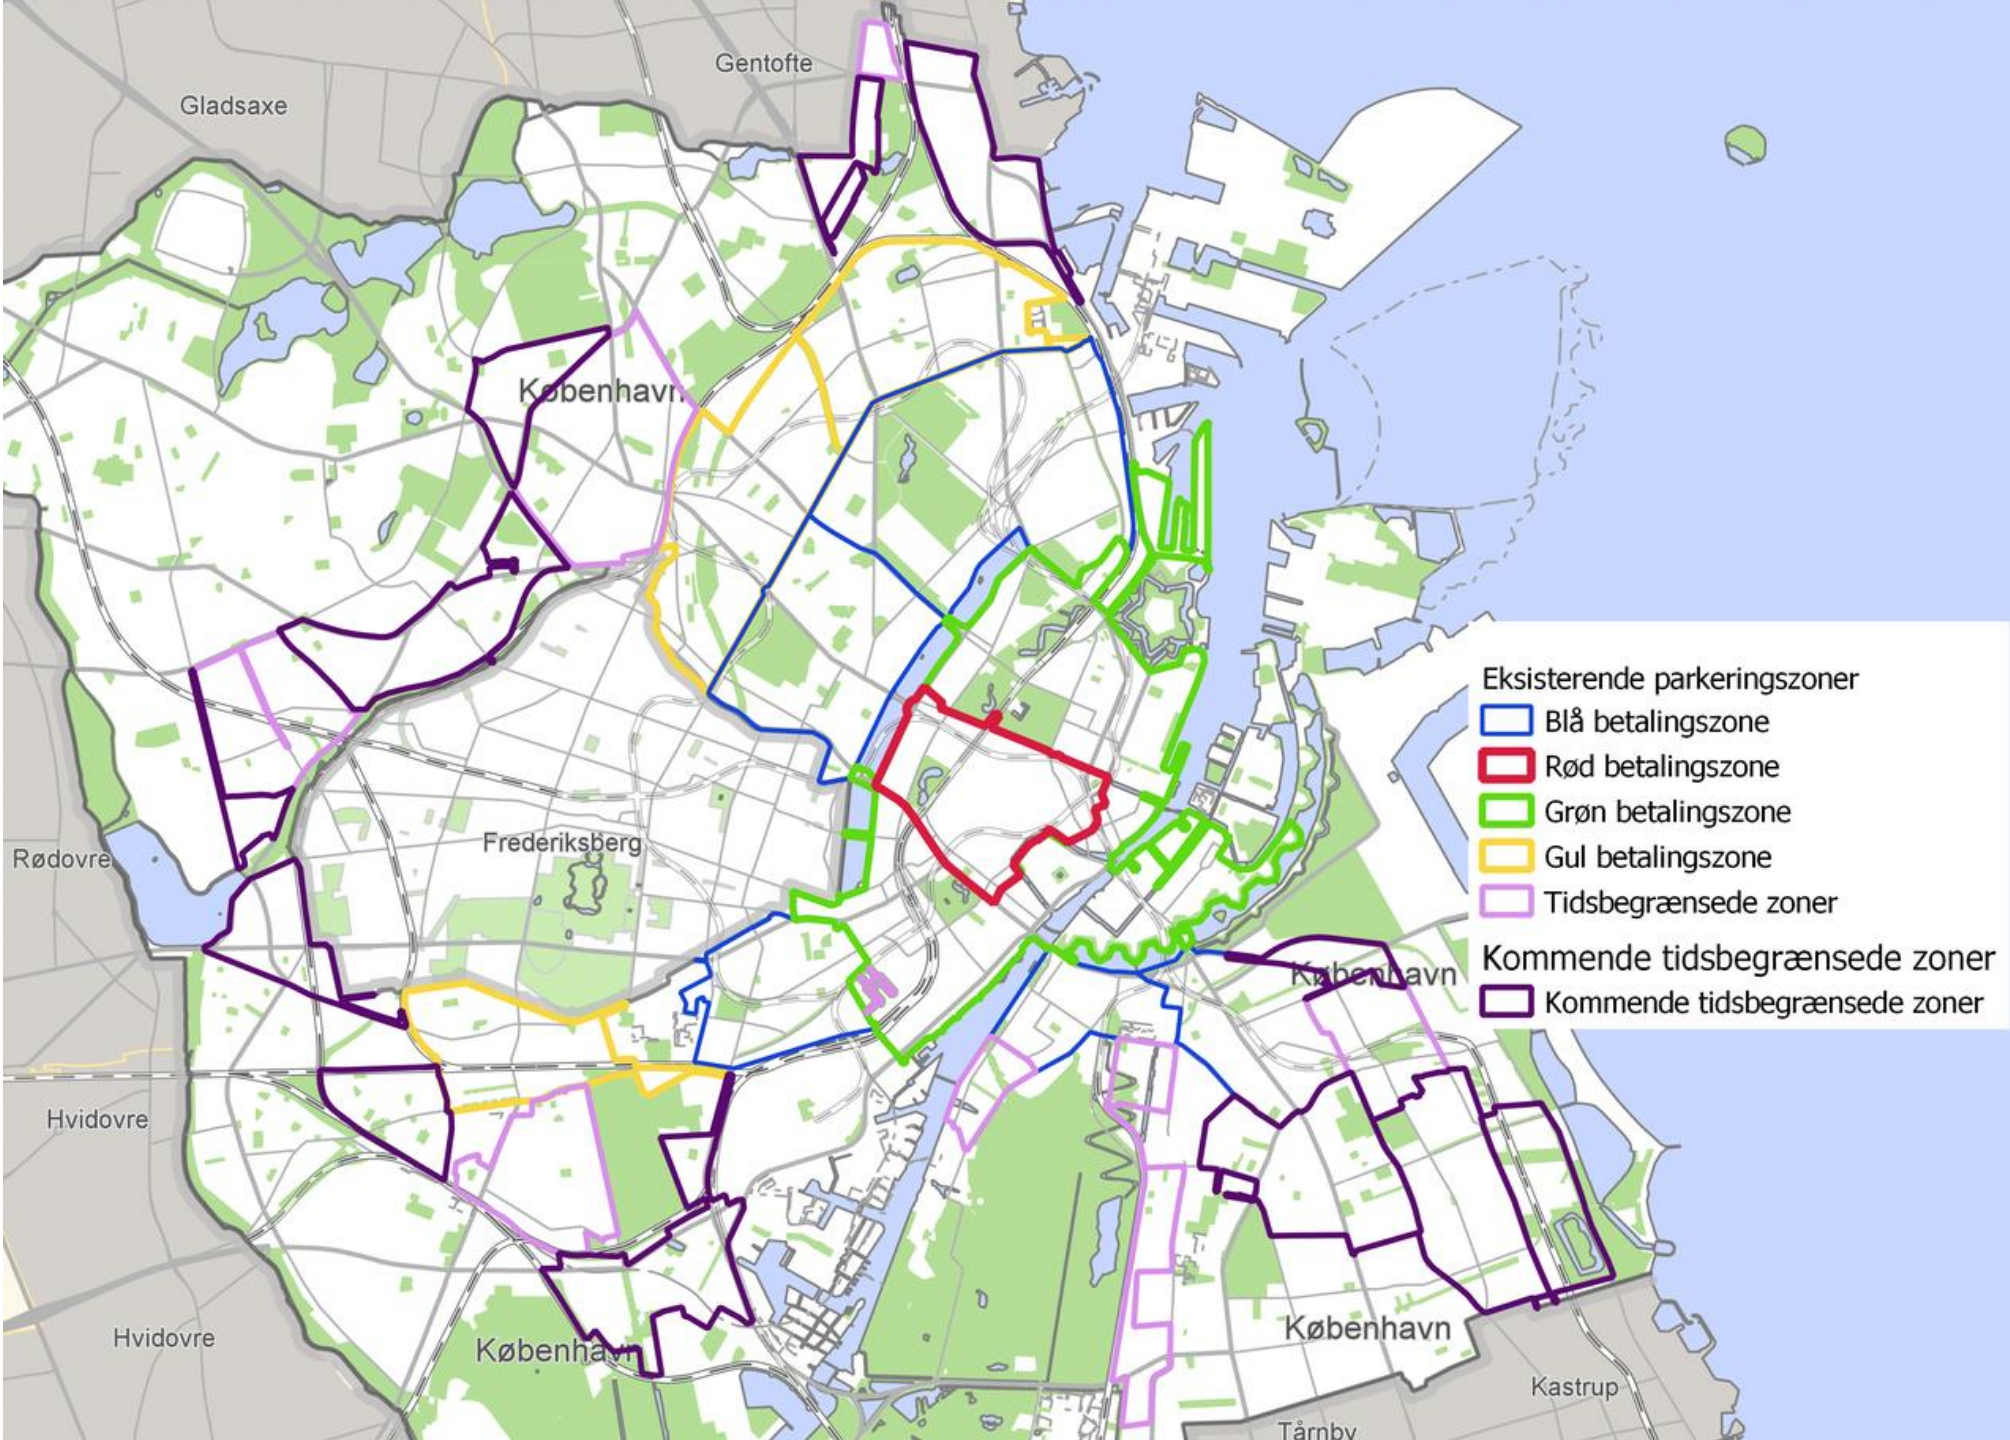 Gentofte
Gladsaxe
København
Frederiksberg
Rødovre
København
Hvidovre
Hvidovre
København
København
Kastrup
Tårnby
Eksisterende parkeringszoner
Blå betalingszone
Rød betalingszone
Grøn betalingszone
Gul betalingszone
Tidsbegrænsede zoner
Kommende tidsbegrænsede zoner
Kommende tidsbegrænsede zoner